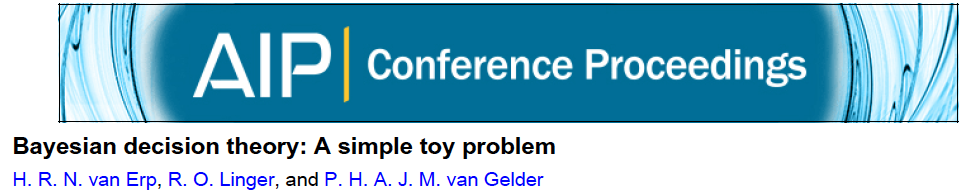 AIP Conference Proceedings
Bayesian decision theory: A simple toy problem
H. R. N. van Erp, R. O. Linger, and P. H. A. J. M. van Gelder